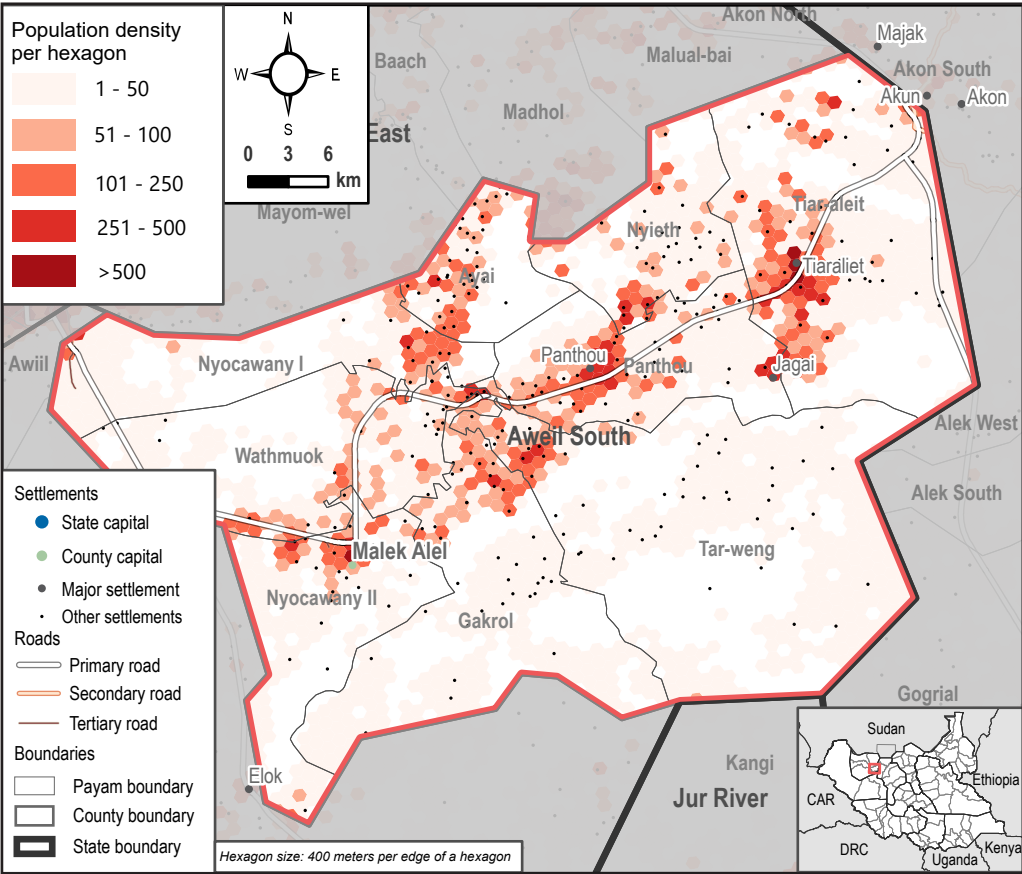 Population density
per hexagon
1 - 50
51 - 100
101 - 250
251 - 500
>500
N
W
E
S
0 3 6
km
Akon North
Majak
Baach
Malual-bai
Akon South
Akun
Akon
Madhol
East
Mayom-wel
Tiar-aleit
Nyieth
Ayai
Tiaraliet
Awiil
Nyocawany I
Panthou
Panthou
Jagai
Aweil South
Alek West
Wathmuok
Alek South
Malek Alel
Tar-weng
Nyocawany II
Gakrol
Gogrial
Elok
Kangi
Jur River
Settlements
State capital
County capital
Major settlement
Other settlements
Roads
Primary road
Secondary road
Tertiary road
Boundaries
Payam boundary
County boundary
State boundary
Hexagon size: 400 meters per edge of a hexagon
Sudan
Ethiopia
CAR
DRC
Kenya
Uganda